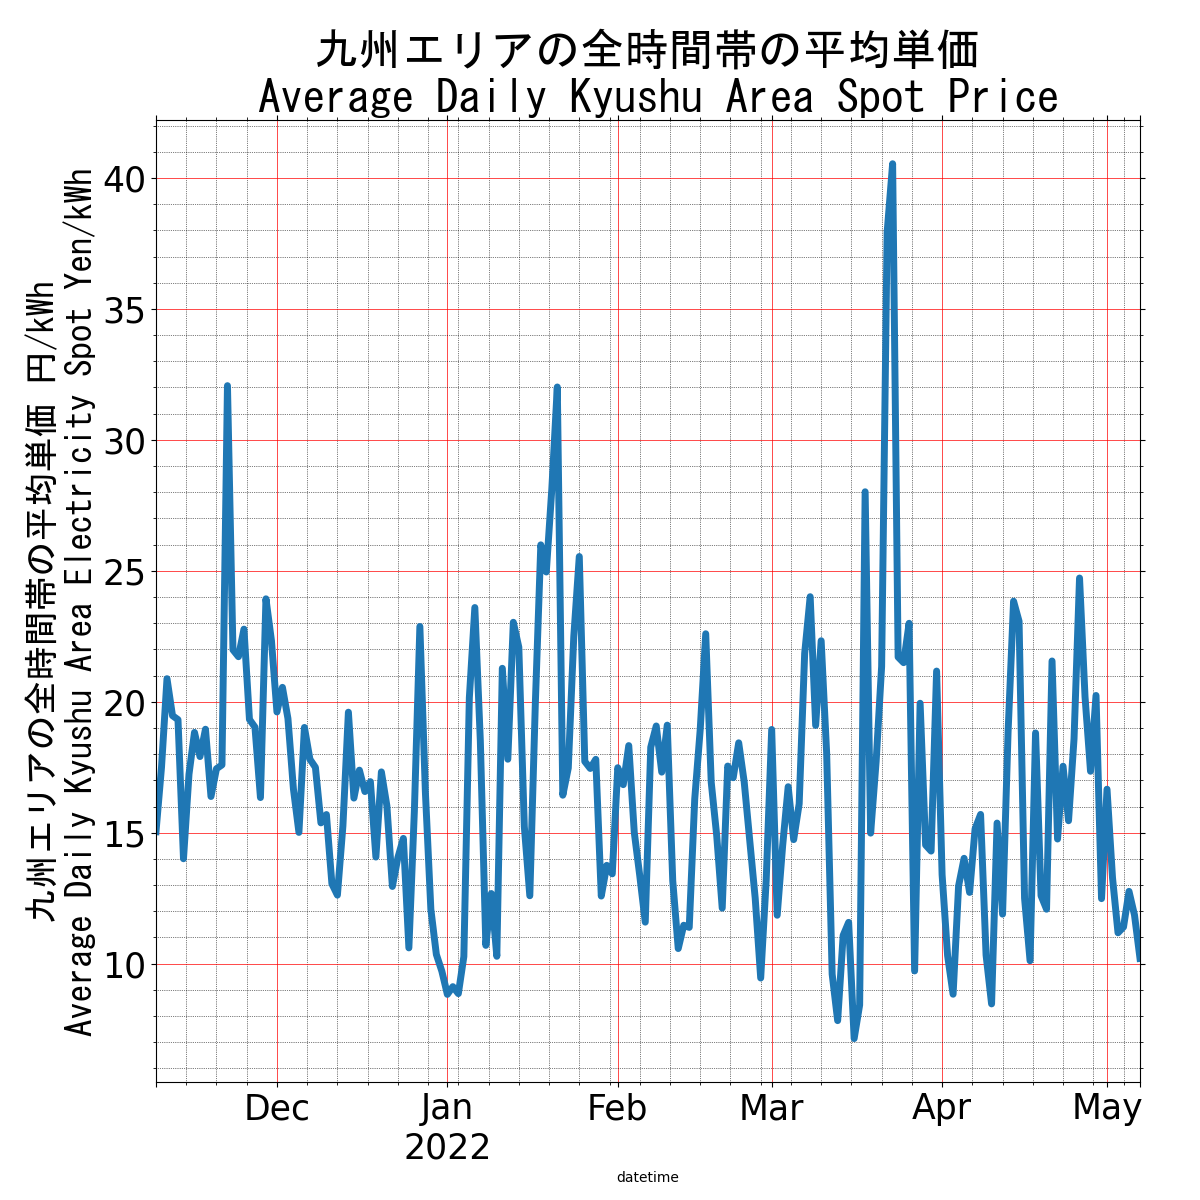 九州エリアの全時間帯の平均単価
Average Daily Kyushu Area Spot Price
九州エリアの全時間帯の平均単価 円/kWh
Average Daily Kyushu Area Electricity Spot Yen/kWh
40
35
30
25
20
15
10
Dec
Jan
2022
Feb
Mar
Apr
May
datetime